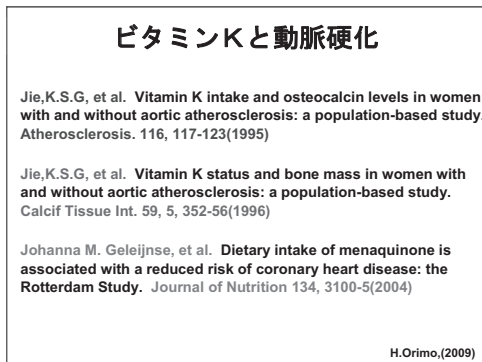 ビタミンKと動脈硬化
Jie,K.S.G, et al. Vitamin K intake and osteocalcin levels in women
with and without aortic atherosclerosis: a population-based study.
Atherosclerosis. 116, 117-123(1995)
Jie,K.S.G, et al. Vitamin K status and bone mass in women with
and without aortic atherosclerosis: a population-based study.
Calcif Tissue Int. 59, 5, 352-56(1996)
Johanna M. Geleijnse, et al. Dietary intake of menaquinone is
associated with a reduced risk of coronary heart disease: the
Rotterdam Study. Journal of Nutrition 134, 3100-5(2004)
H.Orimo,(2009)